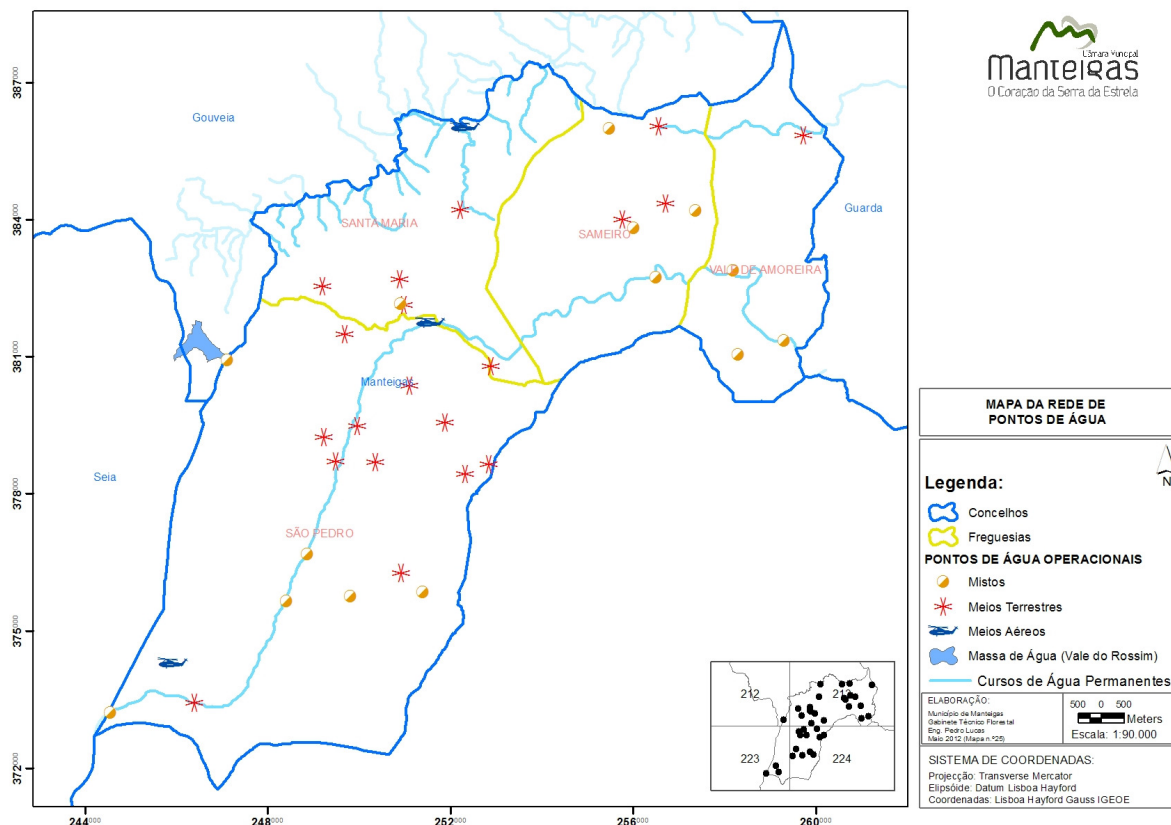 Câmara Municipal
Manteigas
O Coração da Serra da Estrela
387000
384000
381000
378000
375000
372000
Gouveia
Guarda
SANTA MARIA
SAMEIRO
VALE DE AMOREIRA
Manteigas
Seia
SÃO PEDRO
244000
248000
252000
256000
260000
212
213
223
224
MAPA DA REDE DE
PONTOS DE ÁGUA
N
Legenda:
Concelhos
Freguesias
PONTOS DE ÁGUA OPERACIONAIS
Mistos
Meios Terrestres
Meios Aéreos
Massa de Água (Vale do Rossim)
Cursos de Água Permanentes
ELABORAÇÃO:
Município de Manteigas
Gabinete Técnico Florestal
Eng. Pedro Lucas
Maio 2012 (Mapa n.º25)
500 0 500
Meters
Escala: 1:90.000
SISTEMA DE COORDENADAS:
Projecção: Transverse Mercator
Elipsóide: Datum Lisboa Hayford
Coordenadas: Lisboa Hayford Gauss IGEOE